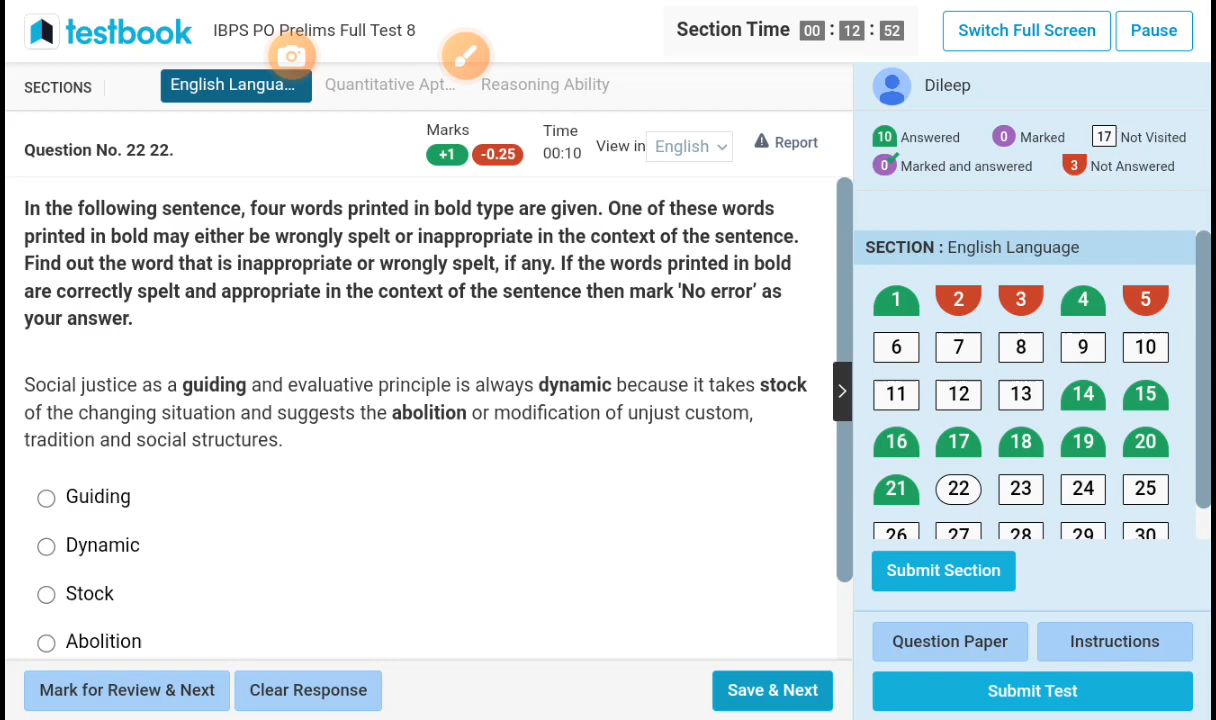 testbook
IBPS PO Prelims Full Test 8
Section Time 00 : 12 : 52
Switch Full Screen
Pause
SECTIONS
English Langua...
Quantitative Apt...
Reasoning Ability
Dileep
Question No. 22 22.
Marks
+1 -0.25
Time
00:10
View in English
Report
10 Answered
0 Marked
17 Not Visited
0 Marked and answered
3 Not Answered
In the following sentence, four words printed in bold type are given. One of these words
printed in bold may either be wrongly spelt or inappropriate in the context of the sentence.
Find out the word that is inappropriate or wrongly spelt, if any. If the words printed in bold
are correctly spelt and appropriate in the context of the sentence then mark 'No error’ as
your answer.
Social justice as a guiding and evaluative principle is always dynamic because it takes stock
of the changing situation and suggests the abolition or modification of unjust custom,
tradition and social structures.
Guiding
Dynamic
Stock
Abolition
SECTION : English Language
1 2 3 4 5
6 7 8 9 10
11 12 13 14 15
16 17 18 19 20
21 22 23 24 25
26 27 28 29 30
Submit Section
Question Paper
Instructions
Mark for Review & Next
Clear Response
Save & Next
Submit Test